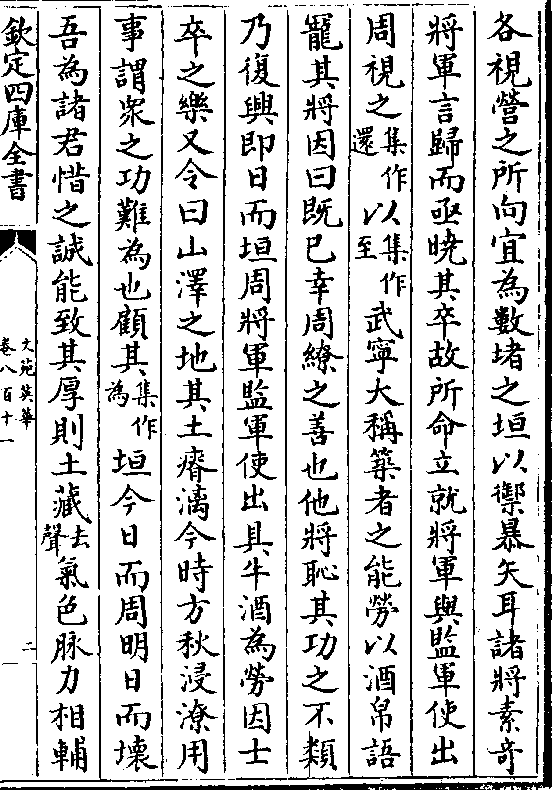 各視營之所向宜為數堵之垣以禦暴矢耳諸將素奇
將軍言歸而亟曉其卒故所命立就將軍與監軍使出
周視之集作還以集作至武寧大稱築者之能勞以酒帛語
寵其將因曰既已幸周繚之善也他將恥其功之不類
乃復興即日而垣周將軍監軍使出具牛酒為勞因士
卒之樂又令曰山澤之地其土瘠漓今時方秋浸潦用
事謂衆之功難為也顧其集作為垣今日而周明日而壞
吾為諸君惜之誠能致其厚則土藏去聲氣色脉力相輔
欽定四庫全書
文苑英華
卷八百十一
二